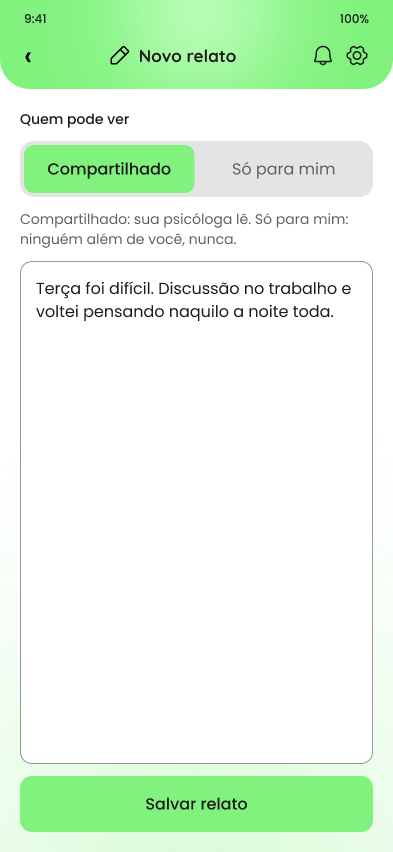 9:41
100%
Novo relato
Quem pode ver
Compartilhado
Só para mim
Compartilhado: sua psicóloga lê. Só para mim:
ninguém além de você, nunca.
Terça foi difícil. Discussão no trabalho e
voltei pensando naquilo a noite toda.
Salvar relato